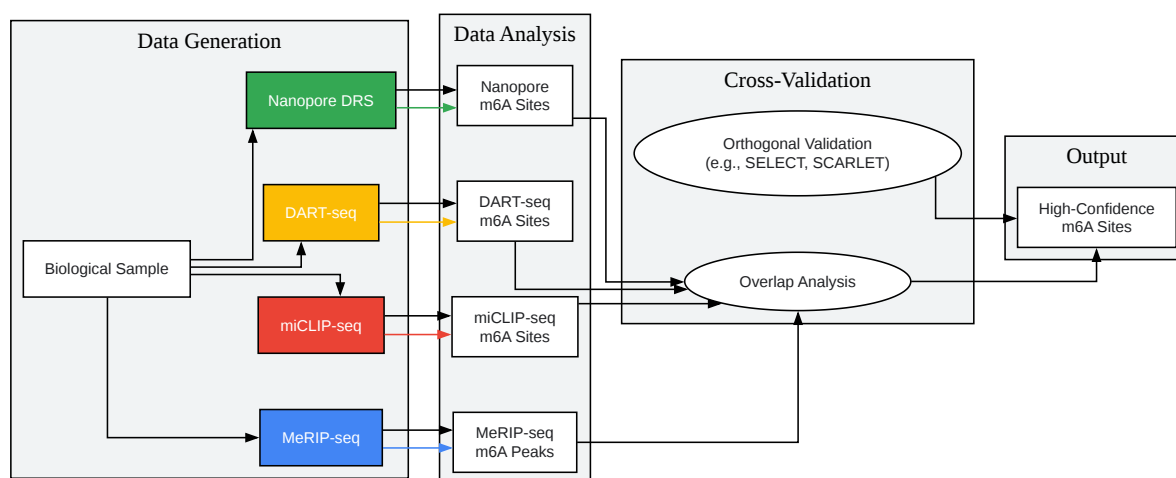 Data Generation
Data Analysis
Cross-Validation
Output
Nanopore DRS
Nanopore
m6A Sites
Orthogonal Validation
(e.g., SELECT, SCARLET)
DART-seq
DART-seq
m6A Sites
High-Confidence
m6A Sites
Biological Sample
Overlap Analysis
miCLIP-seq
miCLIP-seq
m6A Sites
MeRIP-seq
MeRIP-seq
m6A Peaks